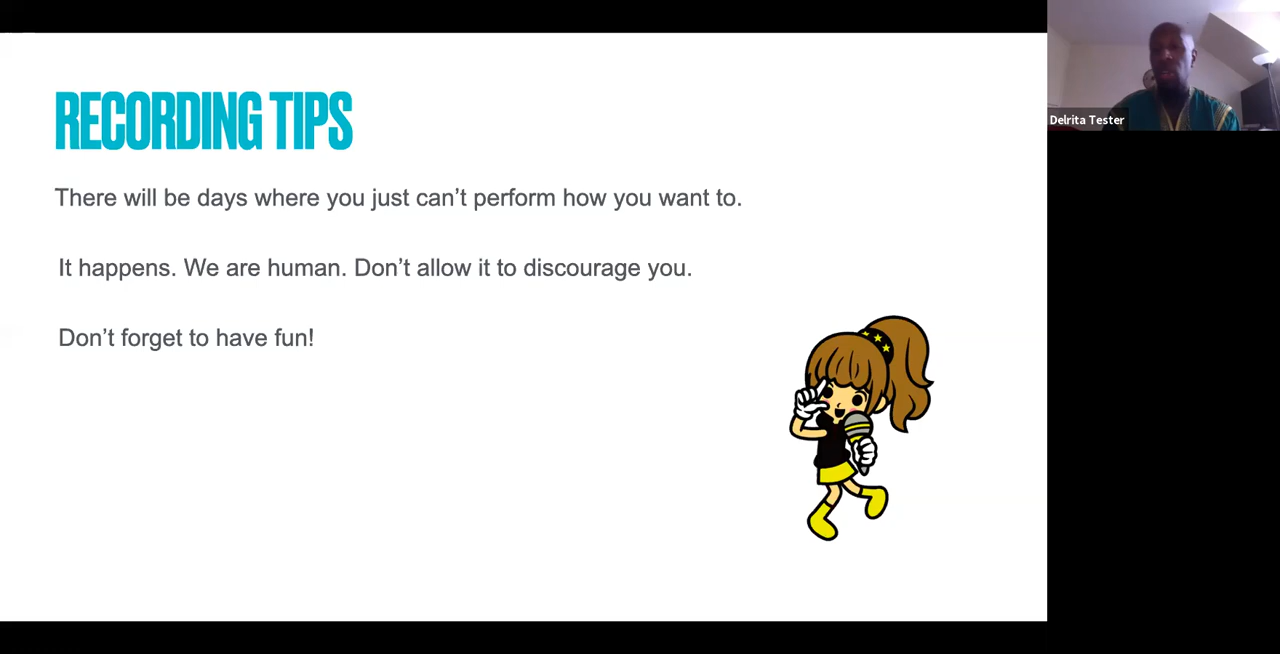 RECORDING TIPS
There will be days where you just can’t perform how you want to.
It happens. We are human. Don’t allow it to discourage you.
Don’t forget to have fun!
Delrita Tester